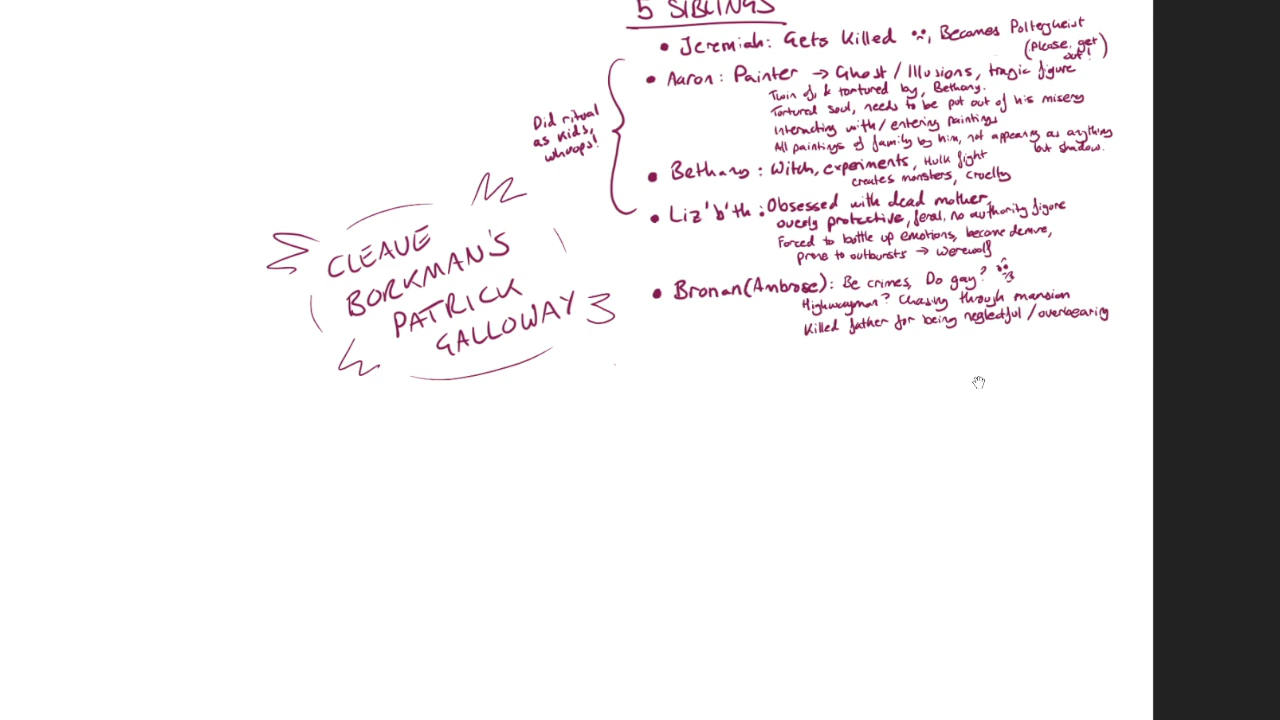 5 SIBLINGS
• Jeremiah: Gets Killed :(, Becomes Poltergheist
(Please get
out!)
• Aaron: Painter → Ghost / Illusions, tragic figure
Twin of, & tortured by, Bethany.
Tortured soul, needs to be put out of his misery
Interacting with/entering paintings
All paintings of family by him, not appearing as anything
but shadow.
Did ritual
as kids,
whoops!
• Bethany: Witch, experiments, Hulk fight
creates monsters, cruelty
• Liz'b'th: Obsessed with dead mother,
overly protective, feral, no authority figure
Forced to bottle up emotions, become demure,
prone to outbursts → werewolf
• Bronan (Ambrose): Be crimes, Do gay?
Highwayman? Chasing through mansion
Killed father for being neglectful/overbearing
CLEAVE
BORKMAN'S
PATRICK
GALLOWAY